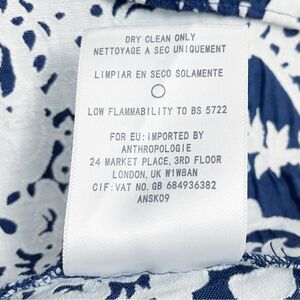 DRY CLEAN ONLY
NETTOYAGE A SEC UNIQUEMENT
LIMPIAR EN SECO SOLAMENTE
LOW FLAMMABILITY TO BS 5722
FOR EU: IMPORTED BY
ANTHROPOLOGIE
24 MARKET PLACE, 3RD FLOOR
LONDON, UK W1W8AN
CIF: VAT NO. GB 684936382
ANSK09